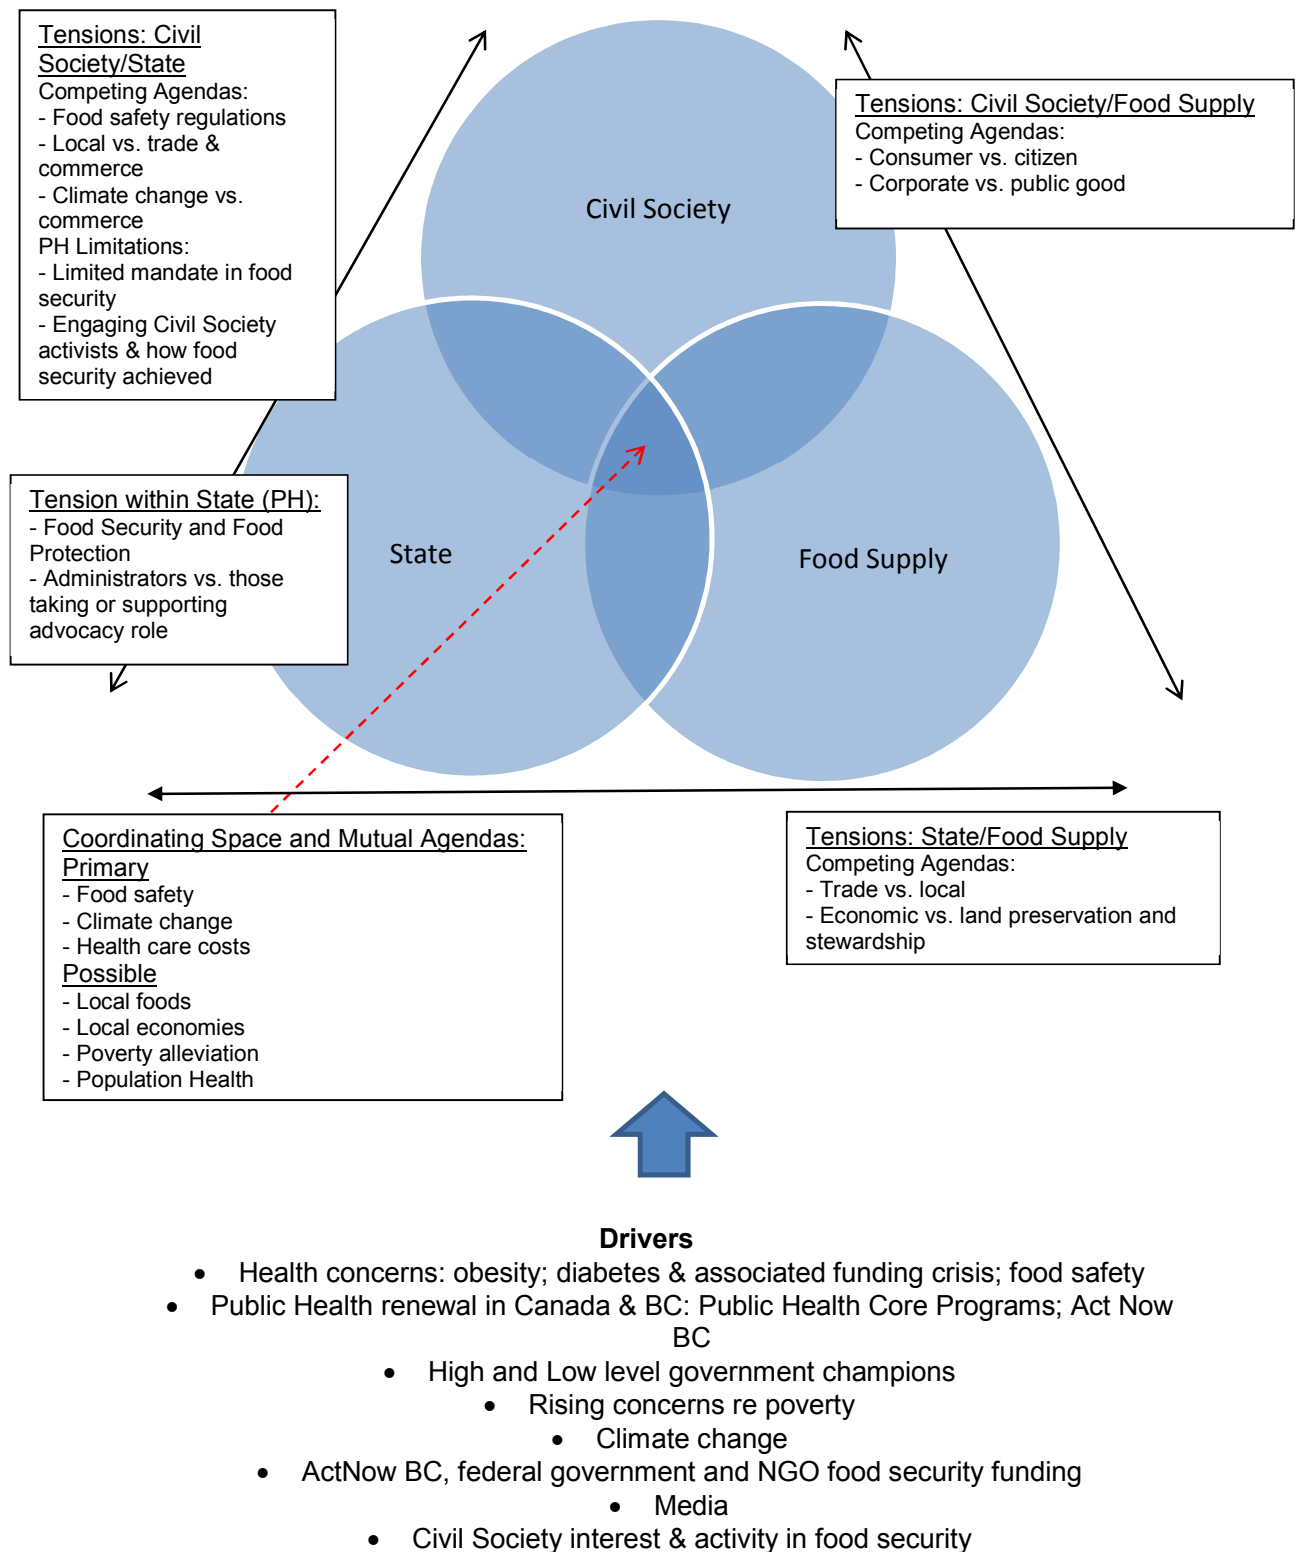 Tensions: Civil
Society/State
Competing Agendas:
- Food safety regulations
- Local vs. trade &
commerce
- Climate change vs.
commerce
PH Limitations:
- Limited mandate in food
security
- Engaging Civil Society
activists & how food
security achieved
Tensions: Civil Society/Food Supply
Competing Agendas:
- Consumer vs. citizen
- Corporate vs. public good
Civil Society
Tension within State (PH):
- Food Security and Food
Protection
- Administrators vs. those
taking or supporting
advocacy role
State
Food Supply
Coordinating Space and Mutual Agendas:
Primary
- Food safety
- Climate change
- Health care costs
Possible
- Local foods
- Local economies
- Poverty alleviation
- Population Health
Tensions: State/Food Supply
Competing Agendas:
- Trade vs. local
- Economic vs. land preservation and
stewardship
Drivers
• Health concerns: obesity; diabetes & associated funding crisis; food safety
• Public Health renewal in Canada & BC: Public Health Core Programs; Act Now
BC
• High and Low level government champions
• Rising concerns re poverty
• Climate change
• ActNow BC, federal government and NGO food security funding
• Media
• Civil Society interest & activity in food security